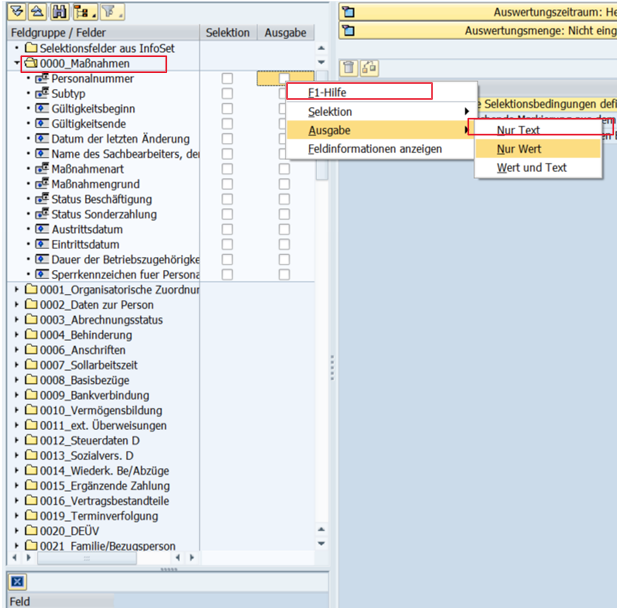 Feldgruppe / Felder Selektion Ausgabe
Selektionsfelder aus InfoSet
0000_Maßnahmen
Personalnummer
Subtyp
Gültigkeitsbeginn
Gültigkeitsende
Datum der letzten Änderung
Name des Sachbearbeiters, der
Maßnahmenart
Maßnahmengrund
Status Beschäftigung
Status Sonderzahlung
Austrittsdatum
Eintrittsdatum
Dauer der Betriebszugehörigke
Sperrkennzeichen fuer Persona
0001_Organisatorische Zuordnur
0002_Daten zur Person
0003_Abrechnungsstatus
0004_Behinderung
0006_Anschriften
0007_Sollarbeitszeit
0008_Basisbezüge
0009_Bankverbindung
0010_Vermögensbildung
0011_ext. Überweisungen
0012_Steuerdaten D
0013_Sozialvers. D
0014_Wiederk. Be/Abzüge
0015_Ergänzende Zahlung
0016_Vertragsbestandteile
0019_Terminverfolgung
0020_DEÜV
0021_Familie/Bezugsperson
Feld
Auswertungszeitraum: He
Auswertungsmenge: Nicht eing
e Selektionsbedingungen defi
F1-Hilfe
Selektion
Ausgabe
Feldinformationen anzeigen
Nur Text
Nur Wert
Wert und Text